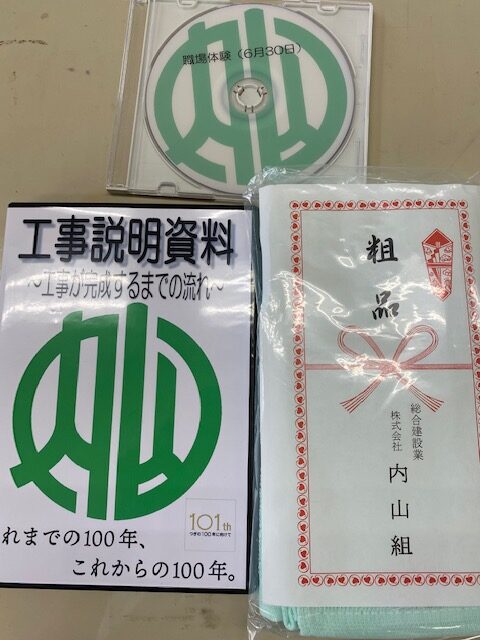 職場体験（6月30日）
工事説明資料
～工事が完成するまでの流れ～
101th
つぎの100年に向けて
れまでの100年、
これからの100年。
粗品
総合建設業
株式会社
内山組